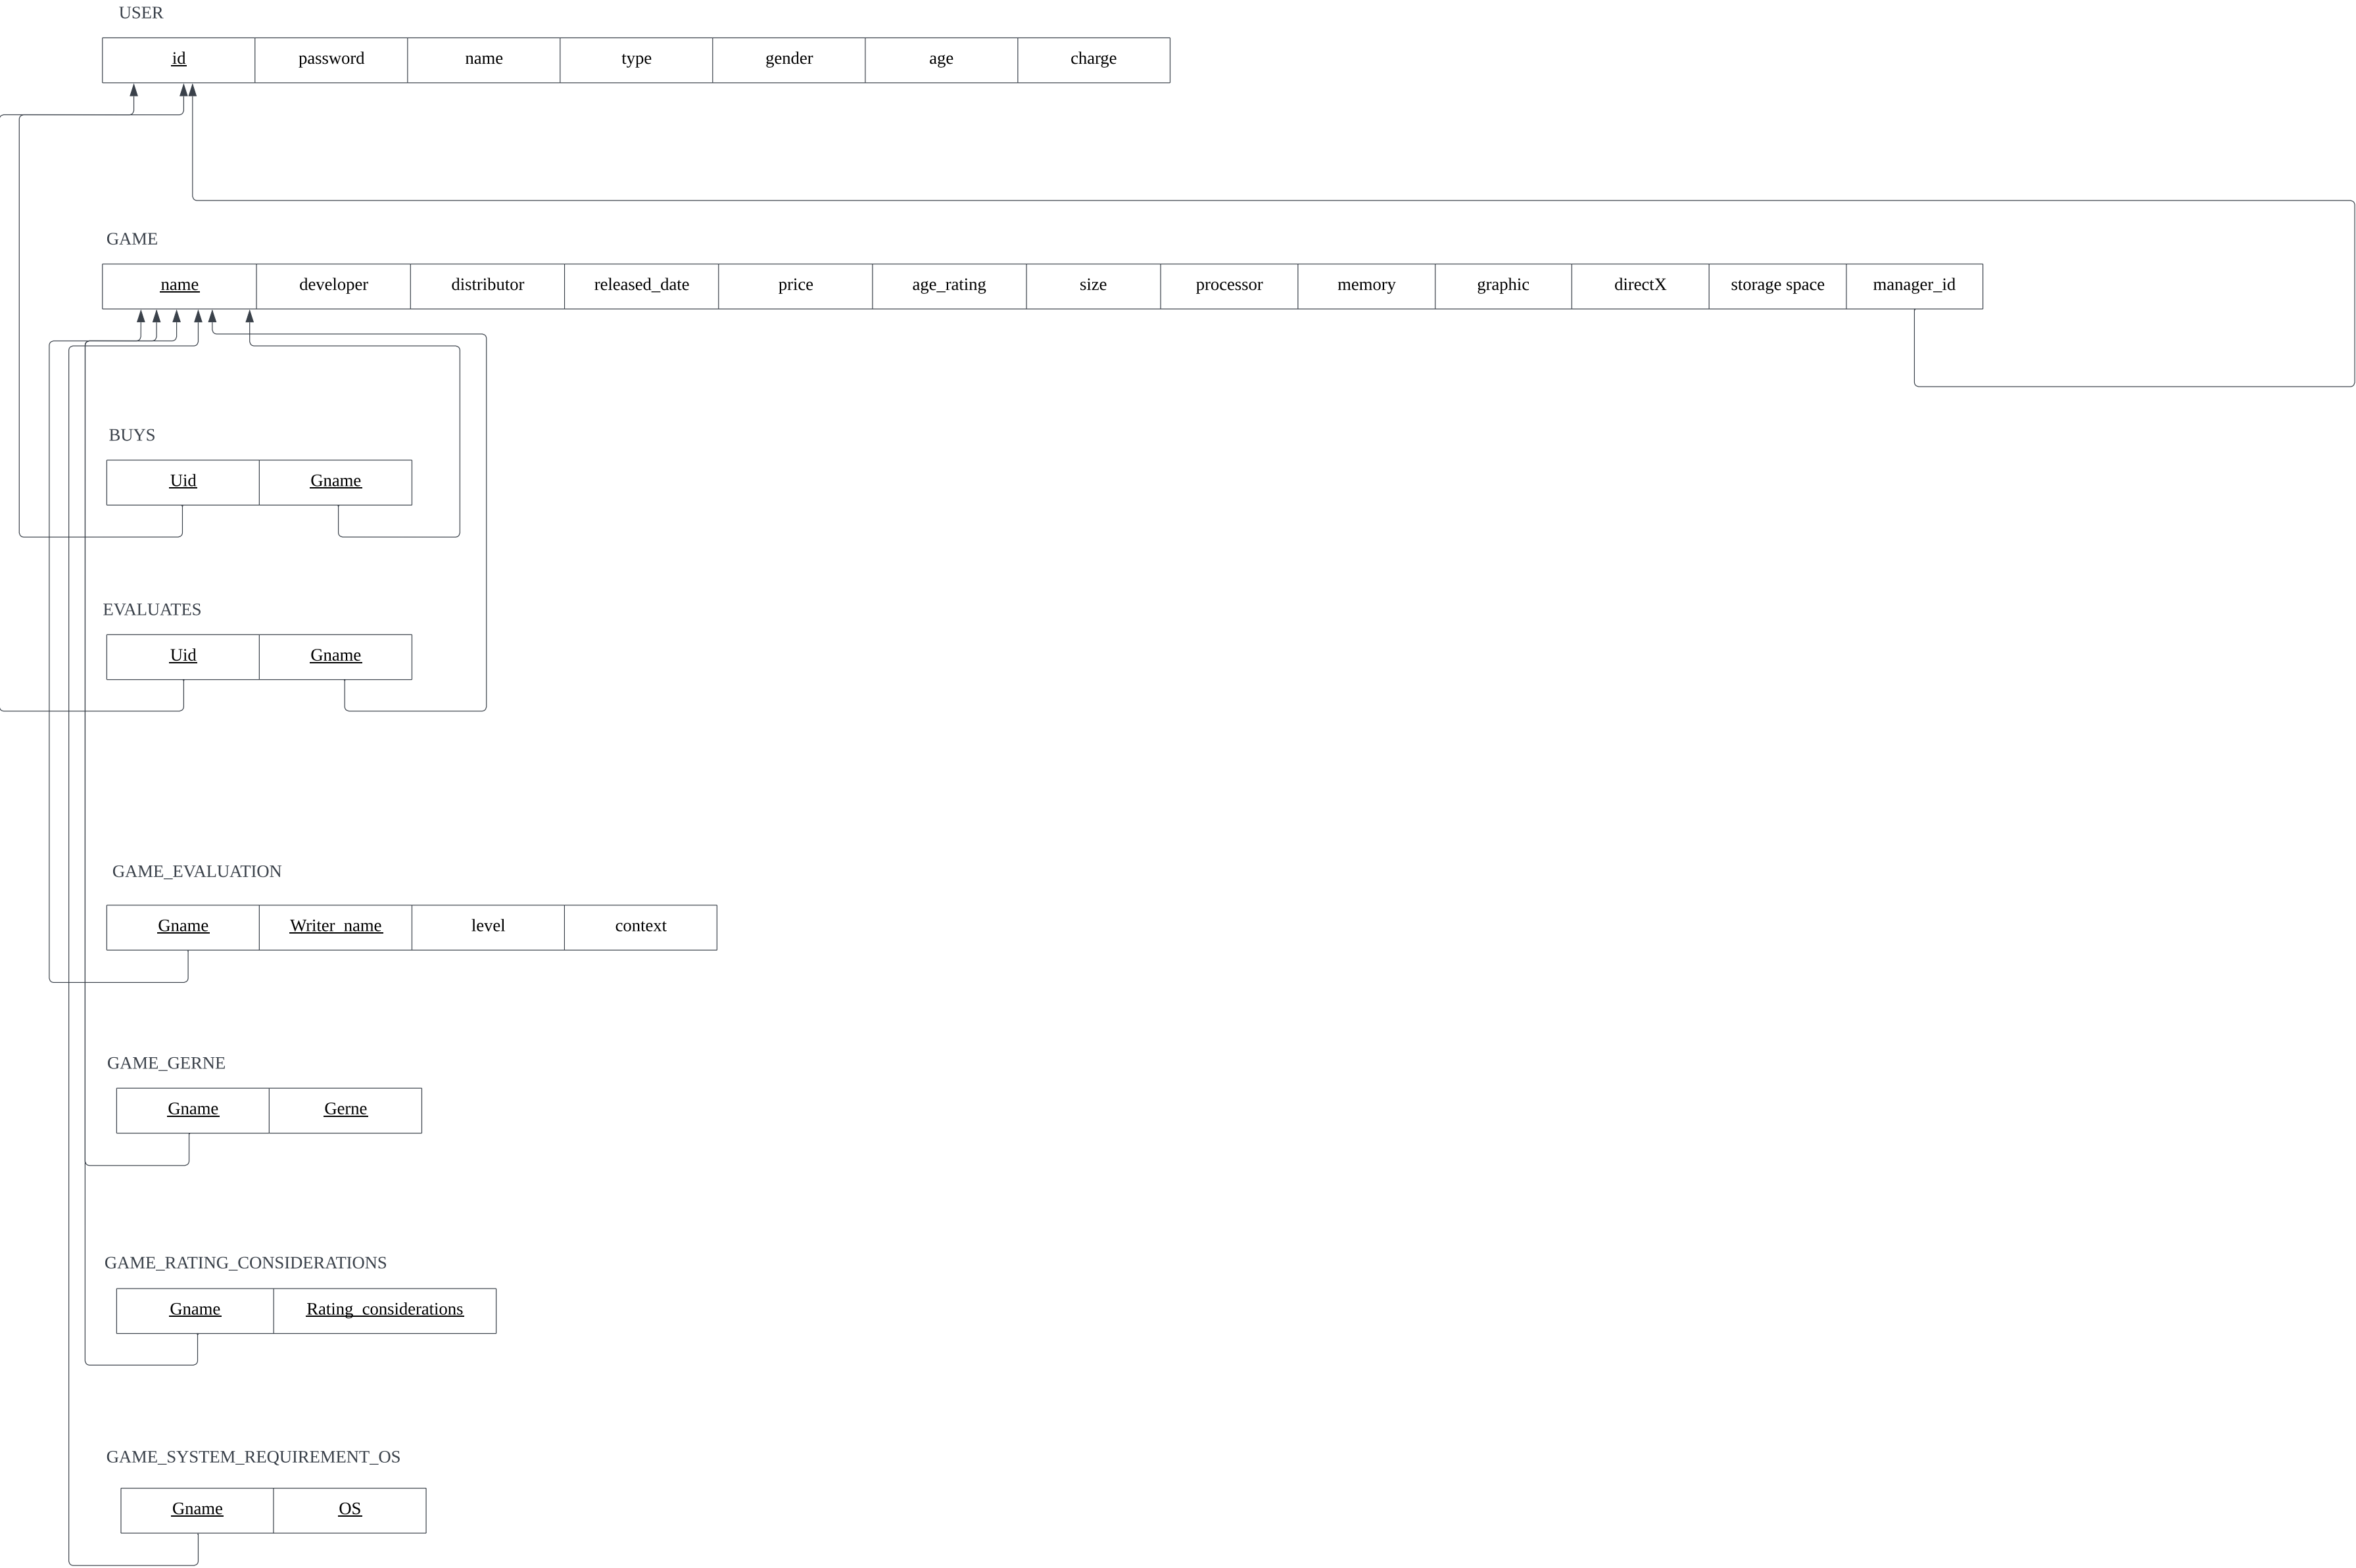 USER
id password name type gender age charge
GAME
name developer distributor released_date price age_rating size processor memory graphic directX storage space manager_id
BUYS
Uid Gname
EVALUATES
Uid Gname
GAME_EVALUATION
Gname Writer_name level context
GAME_GERNE
Gname Gerne
GAME_RATING_CONSIDERATIONS
Gname Rating_considerations
GAME_SYSTEM_REQUIREMENT_OS
Gname OS